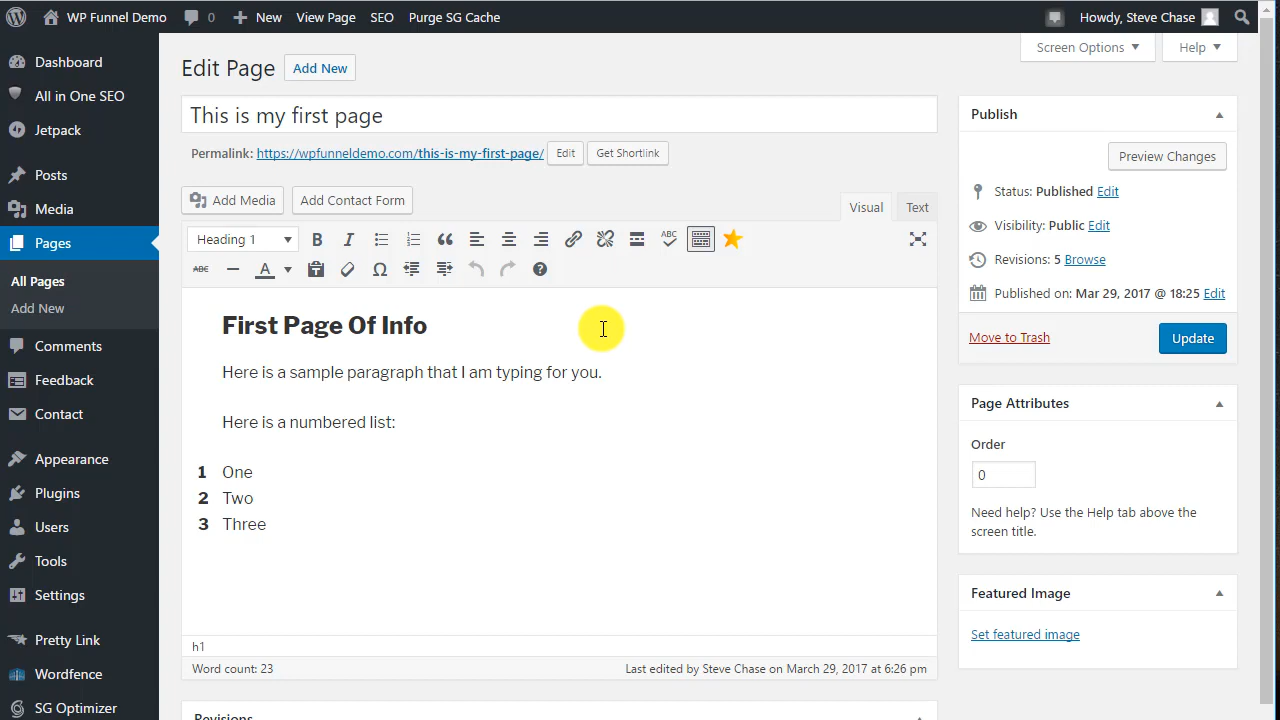 WP Funnel Demo 0 New View Page SEO Purge SG Cache Howdy, Steve Chase
Screen Options Help
Dashboard
All in One SEO
Jetpack
Posts
Media
Pages
All Pages
Add New
Comments
Feedback
Contact
Appearance
Plugins
Users
Tools
Settings
Pretty Link
Wordfence
SG Optimizer
Edit Page Add New
This is my first page
Permalink: https://wpfunneldemo.com/this-is-my-first-page/ Edit Get Shortlink
Add Media Add Contact Form
Visual Text
Heading 1 B I ABC
ABC A Ω
First Page Of Info
Here is a sample paragraph that I am typing for you.
Here is a numbered list:
1 One
2 Two
3 Three
h1
Word count: 23 Last edited by Steve Chase on March 29, 2017 at 6:26 pm
Revisions
Publish
Preview Changes
Status: Published Edit
Visibility: Public Edit
Revisions: 5 Browse
Published on: Mar 29, 2017 @ 18:25 Edit
Move to Trash Update
Page Attributes
Order
0
Need help? Use the Help tab above the
screen title.
Featured Image
Set featured image